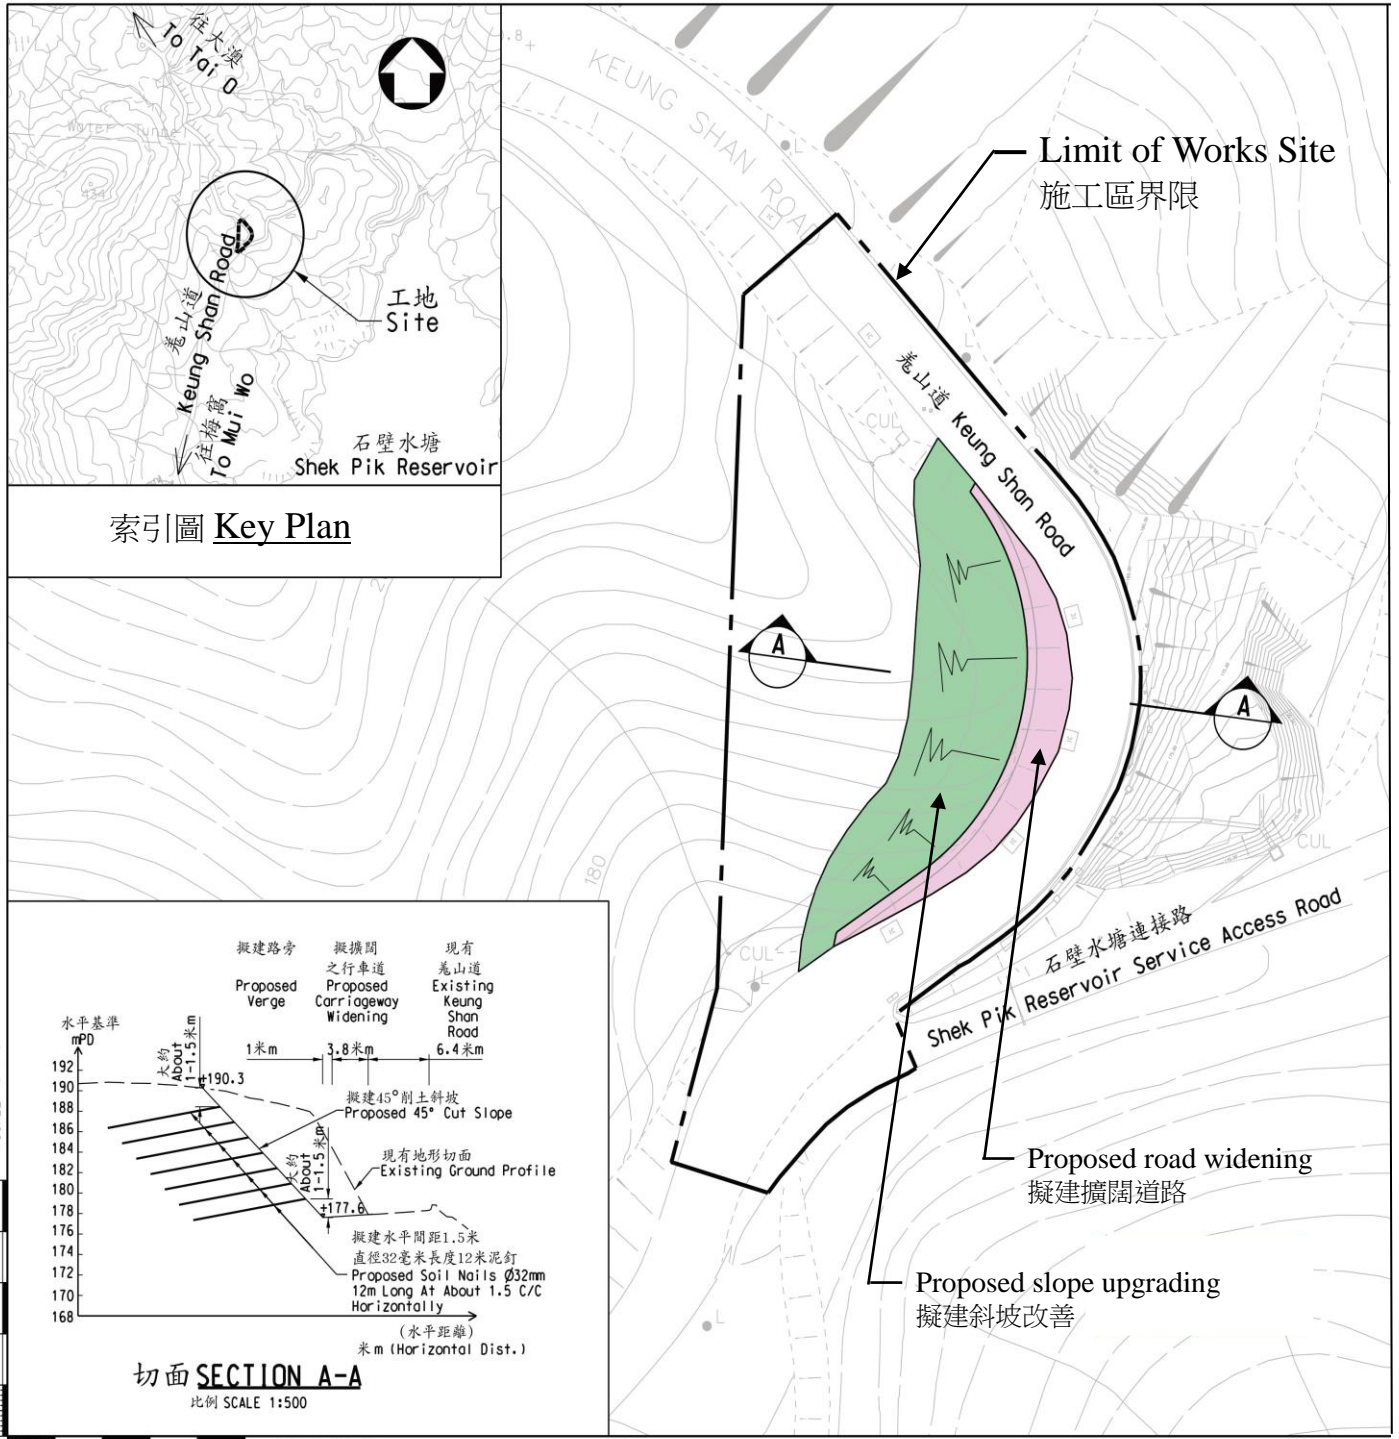 往大澳
To Tai O
Water Tunnel
434
羗山道
Keung Shan Road
往梅窩
To Mui Wo
工地
Site
石壁水塘
Shek Pik Reservoir
索引圖 Key Plan
KEUNG SHAN ROAD
Limit of Works Site
施工區界限
羗山道 Keung Shan Road
CUL
A
A
180
CUL
CUL
石壁水塘連接路
Shek Pik Reservoir Service Access Road
Proposed road widening
擬建擴闊道路
Proposed slope upgrading
擬建斜坡改善
擬建路旁
Proposed
Verge
擬擴闊
之行車道
Proposed
Carriageway
Widening
現有
羗山道
Existing
Keung
Shan
Road
1米m
3.8米m
6.4米m
水平基準
mPD
大約
About
1-1.5米m
+190.3
192
190
188
186
184
182
180
178
176
174
172
170
168
擬建45°削土斜坡
Proposed 45° Cut Slope
大約
About
1-1.5米m
現有地形切面
Existing Ground Profile
+177.6
擬建水平間距1.5米
直徑32毫米長度12米泥釘
Proposed Soil Nails Ø32mm
12m Long At About 1.5 C/C
Horizontally
(水平距離)
米m (Horizontal Dist.)
切面 SECTION A-A
比例 SCALE 1:500